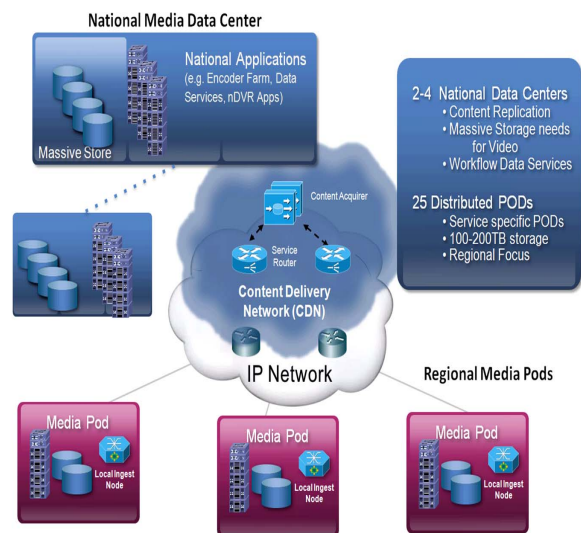 National Media Data Center
National Applications
(e.g. Encoder Farm, Data
Services, nDVR Apps)
Massive Store
2-4 National Data Centers
• Content Replication
• Massive Storage needs
for Video
• Workflow Data Services
25 Distributed PODs
• Service specific PODs
• 100-200TB storage
• Regional Focus
Content Acquirer
Service
Router
Content Delivery
Network (CDN)
IP Network
Regional Media Pods
Media Pod
Local Ingest
Node
Media Pod
Local Ingest
Node
Media Pod
Local Ingest
Node